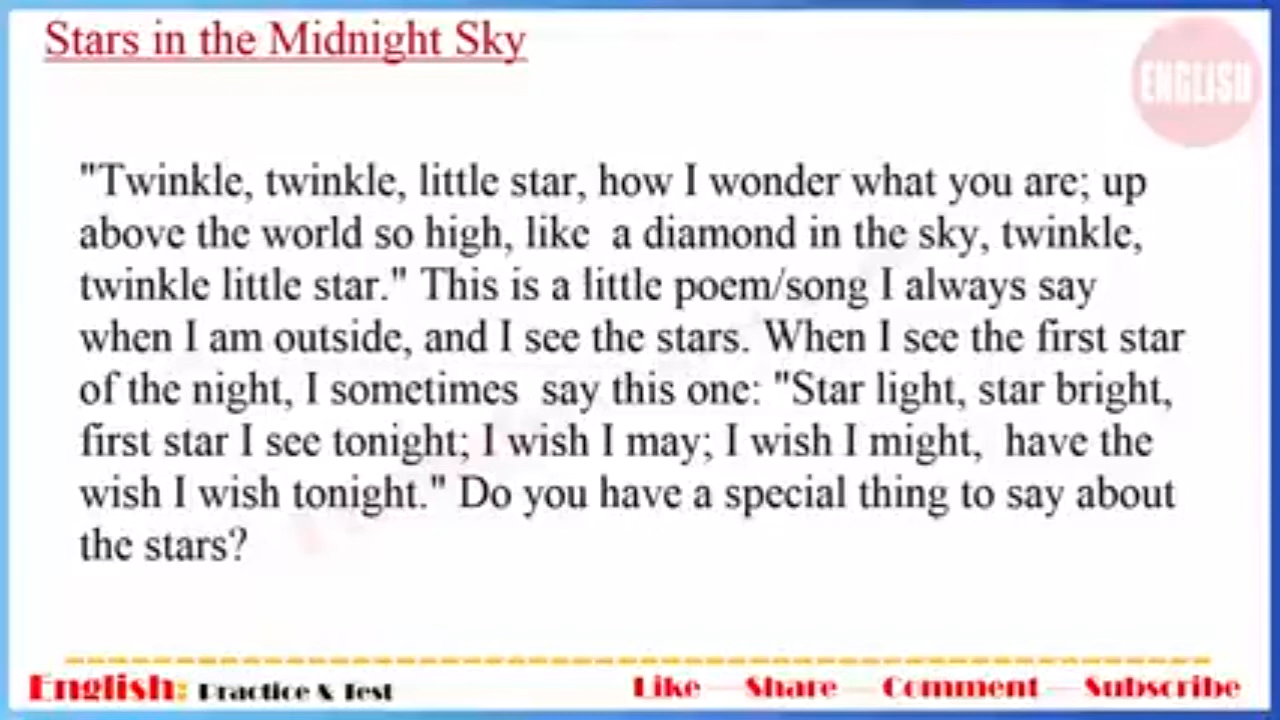 Stars in the Midnight Sky
ENGLISH
"Twinkle, twinkle, little star, how I wonder what you are; up
above the world so high, like a diamond in the sky, twinkle,
twinkle little star." This is a little poem/song I always say
when I am outside, and I see the stars. When I see the first star
of the night, I sometimes say this one: "Star light, star bright,
first star I see tonight; I wish I may; I wish I might, have the
wish I wish tonight." Do you have a special thing to say about
the stars?
English: Practice & Test
Like — Share — Comment — Subscribe